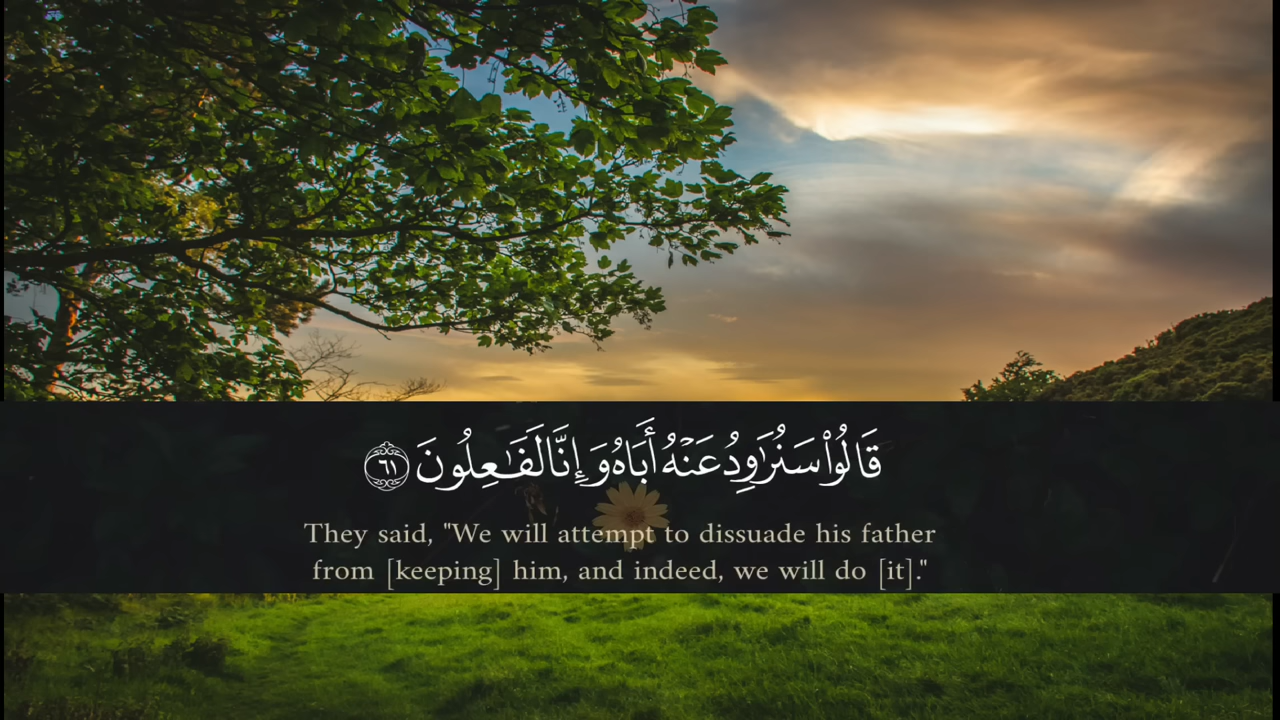 قَالُوا۟ سَنُرَٰوِدُ عَنْهُ أَبَاهُ وَإِنَّا لَفَـٰعِلُونَ ٦١
They said, "We will attempt to dissuade his father
from [keeping] him, and indeed, we will do [it]."